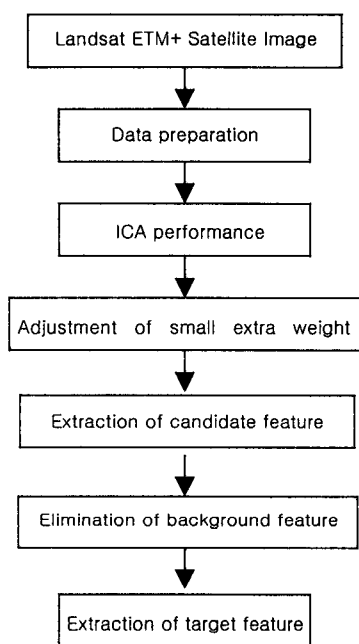 Landsat ETM+ Satellite Image
Data preparation
ICA performance
Adjustment of small extra weight
Extraction of candidate feature
Elimination of background feature
Extraction of target feature